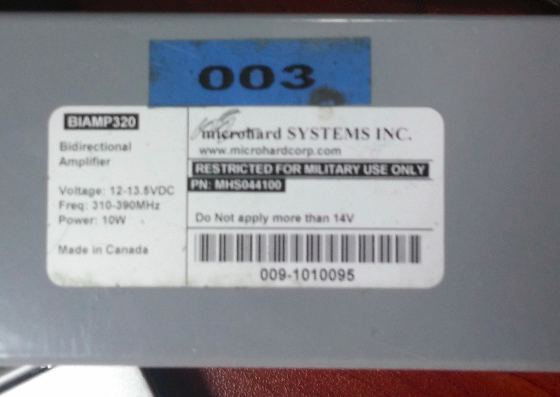 003
BIAMP320
Bidirectional
Amplifier
Voltage: 12-13.5VDC
Freq: 310-390MHz
Power: 10W
Made in Canada
microhard SYSTEMS INC.
www.microhardcorp.com
RESTRICTED FOR MILITARY USE ONLY
PN: MHS044100
Do Not apply more than 14V
009-1010095